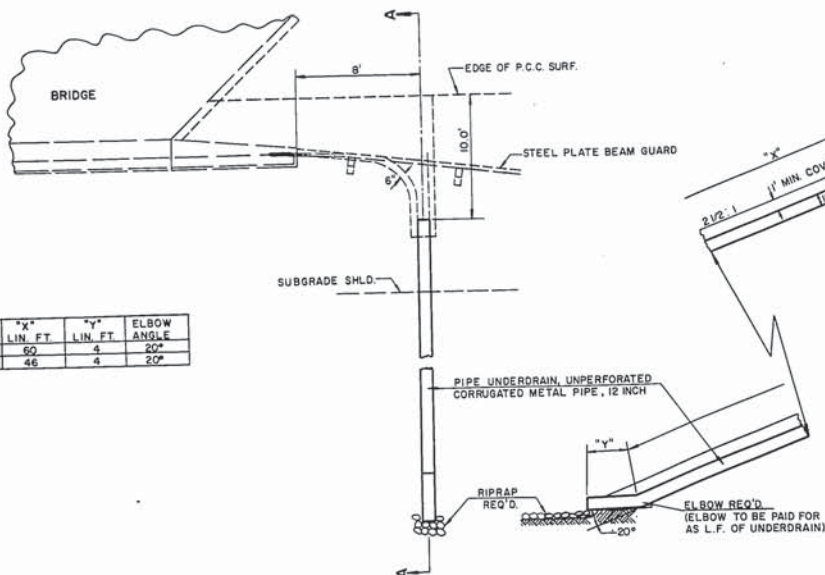 A
8'
EDGE OF P.C.C. SURF.
BRIDGE
10.0'
STEEL PLATE BEAM GUARD
"X"
1' MIN. COV
2 1/2 : 1
6"
SUBGRADE SHLD.
"X" "Y" ELBOW
LIN. FT. LIN. FT. ANGLE
60 4 20°
46 4 20°
PIPE UNDERDRAIN, UNPERFORATED
CORRUGATED METAL PIPE, 12 INCH
"Y"
RIPRAP
REQ'D.
ELBOW REQ'D.
(ELBOW TO BE PAID FOR
AS L.F. OF UNDERDRAIN)
20°
A